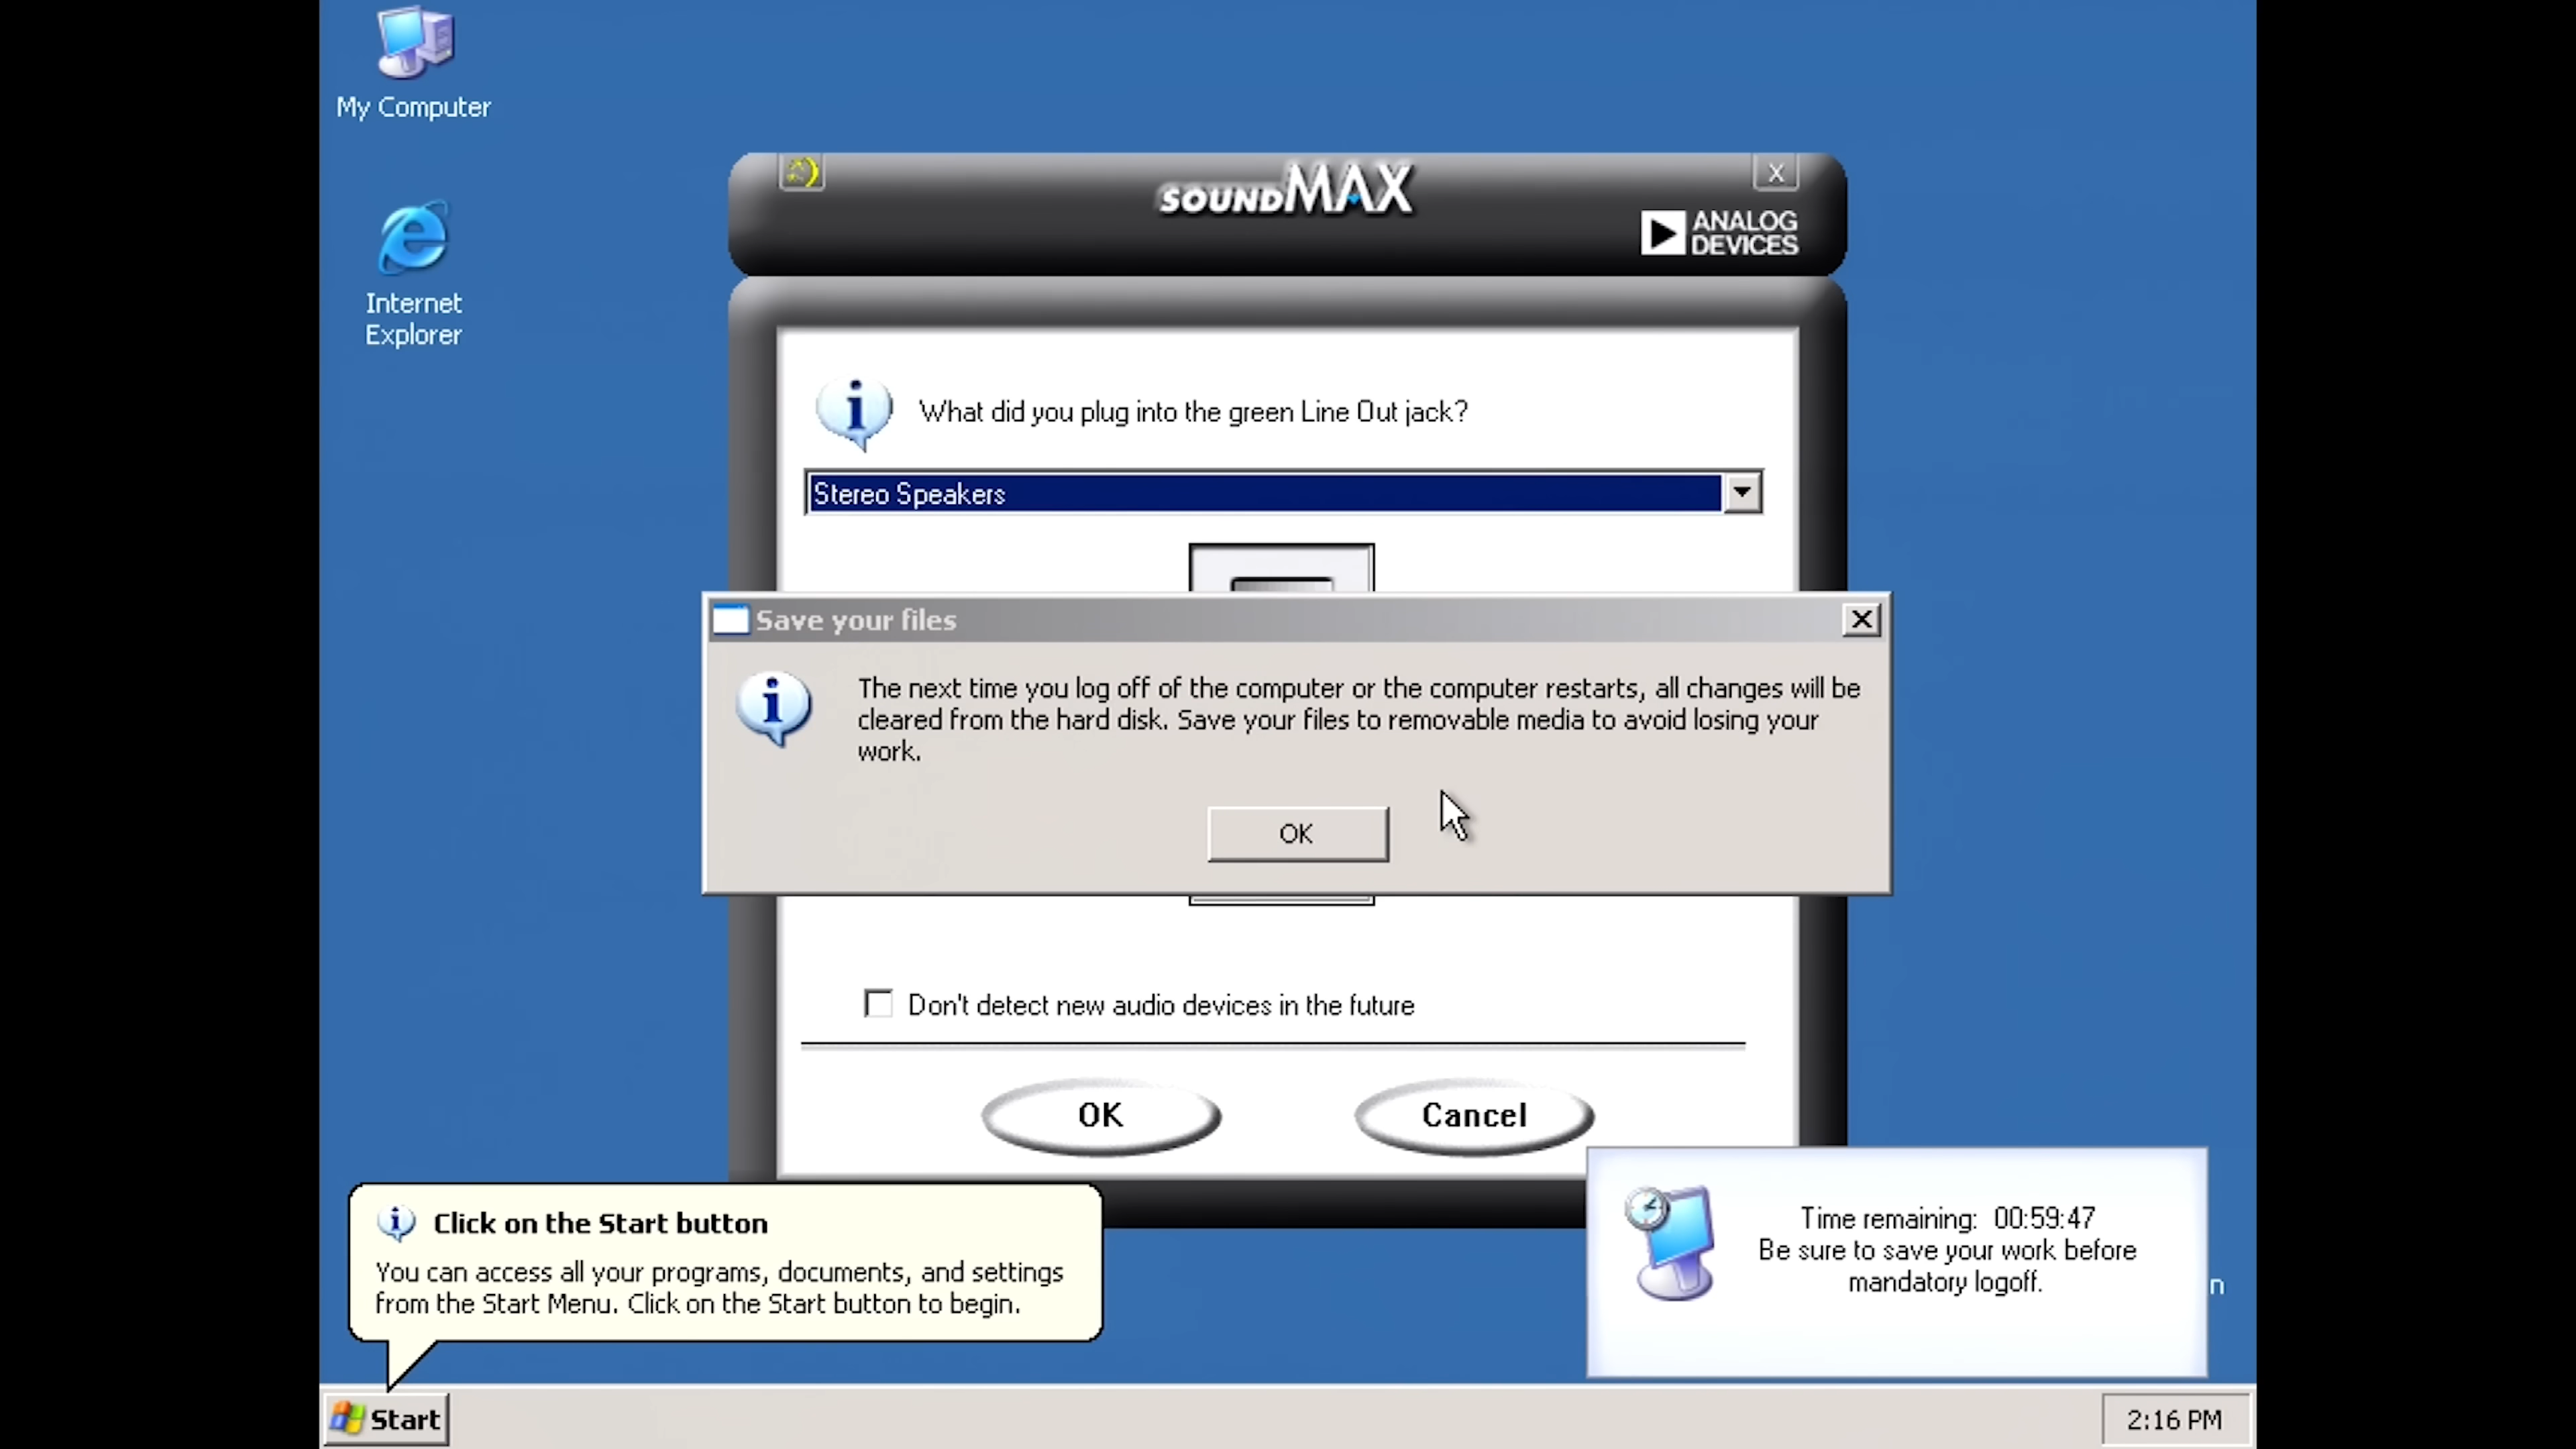 My Computer
Internet
Explorer
SOUNDMAX
X
ANALOG
DEVICES
What did you plug into the green Line Out jack?
Stereo Speakers
Save your files
The next time you log off of the computer or the computer restarts, all changes will be
cleared from the hard disk. Save your files to removable media to avoid losing your
work.
OK
Don't detect new audio devices in the future
OK
Cancel
Click on the Start button
You can access all your programs, documents, and settings
from the Start Menu. Click on the Start button to begin.
Time remaining: 00:59:47
Be sure to save your work before
mandatory logoff.
n
Start
2:16 PM